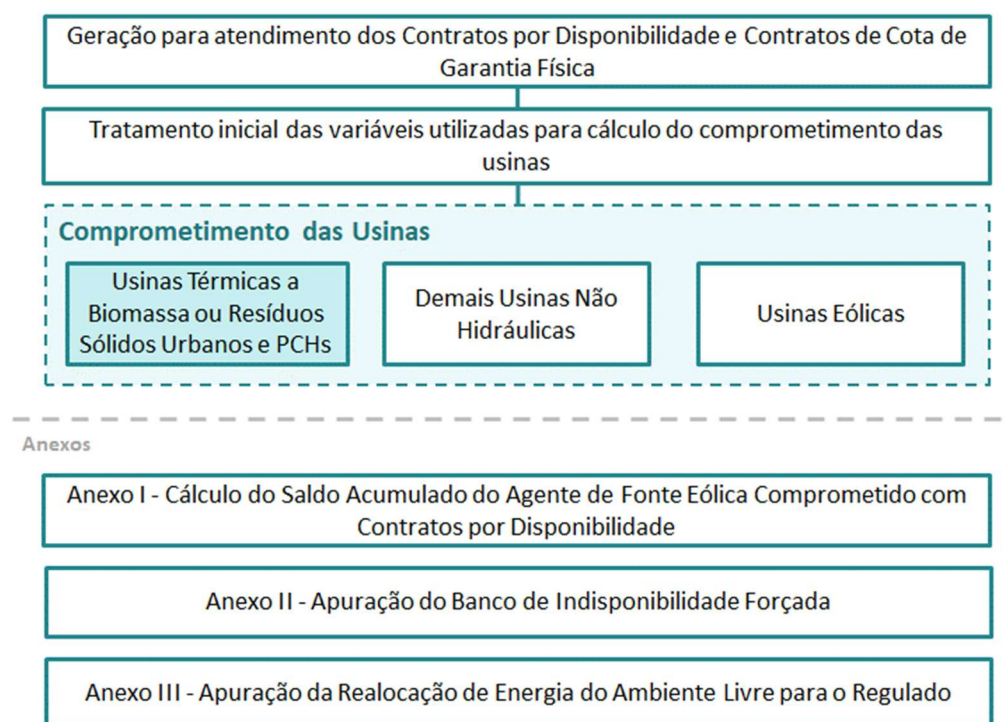 Geração para atendimento dos Contratos por Disponibilidade e Contratos de Cota de
Garantia Física
Tratamento inicial das variáveis utilizadas para cálculo do comprometimento das
usinas
Comprometimento das Usinas
Usinas Térmicas a
Biomassa ou Resíduos
Sólidos Urbanos e PCHs
Demais Usinas Não
Hidráulicas
Usinas Eólicas
Anexos
Anexo I - Cálculo do Saldo Acumulado do Agente de Fonte Eólica Comprometido com
Contratos por Disponibilidade
Anexo II - Apuração do Banco de Indisponibilidade Forçada
Anexo III - Apuração da Realocação de Energia do Ambiente Livre para o Regulado